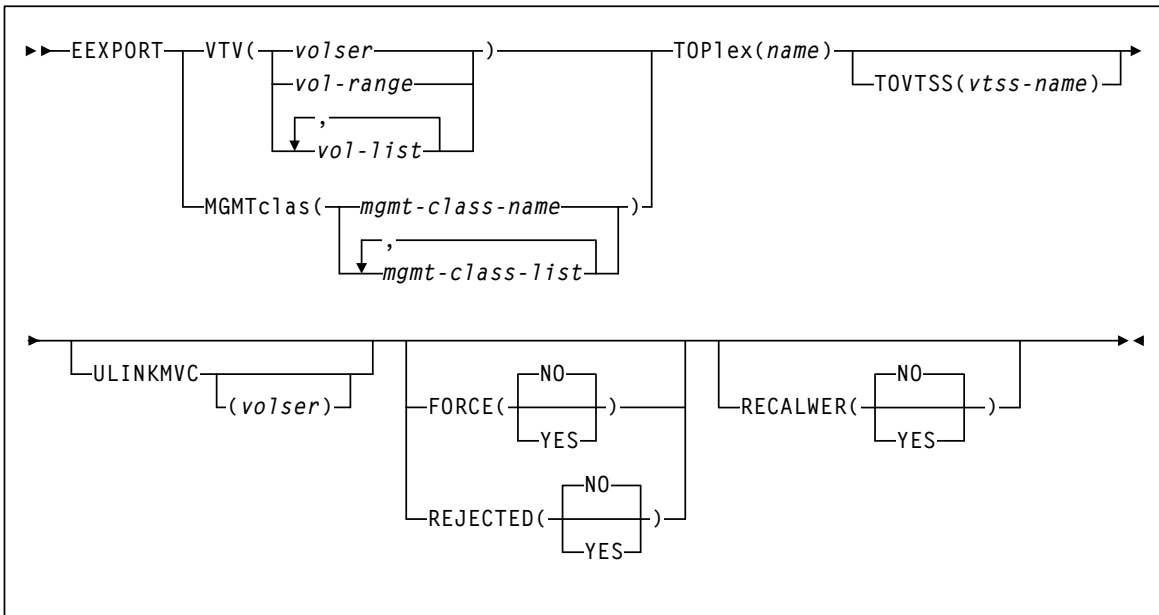 EEXPORT VTV( volser ) TOPlex(name)
vol-range TOVTSS(vtss-name)
,
vol-list
MGMTclas( mgmt-class-name )
,
mgmt-class-list
NO NO
ULINKMVC FORCE( ) RECALWER( )
(volser) YES YES
NO
REJECTED( )
YES